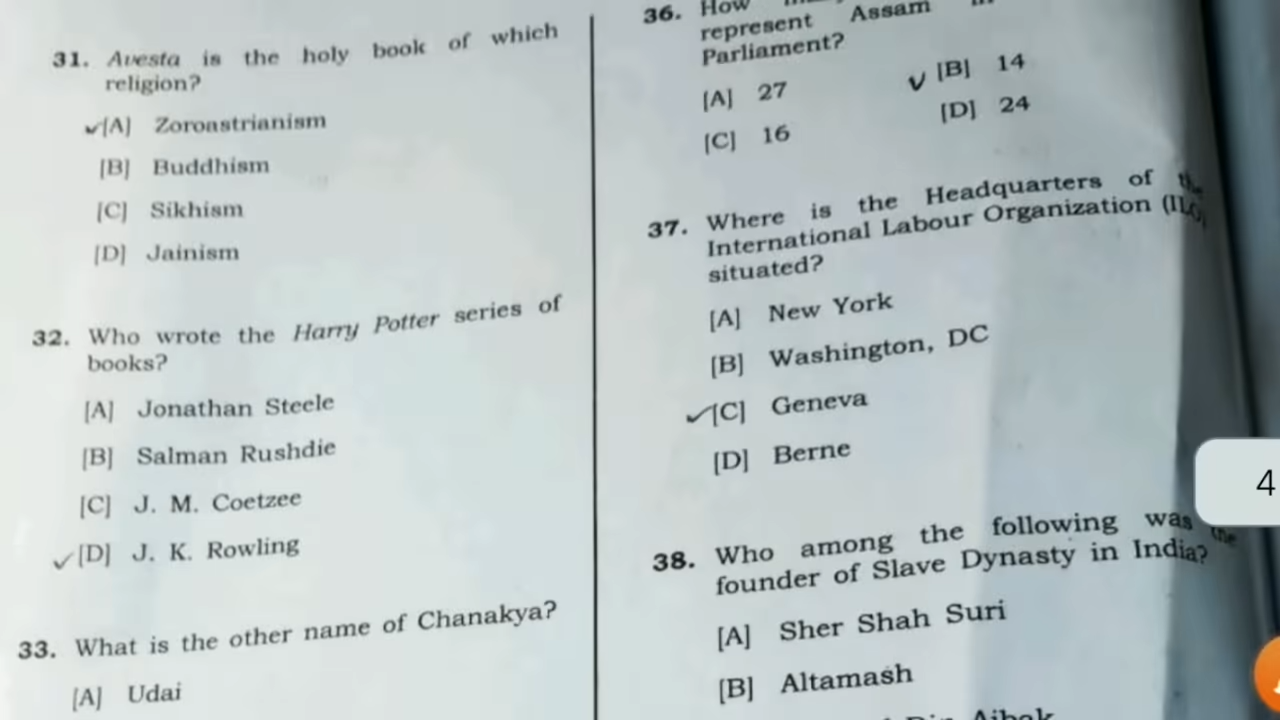 31. Avesta is the holy book of which
religion?
[A] Zoroastrianism
[B] Buddhism
[C] Sikhism
[D] Jainism
32. Who wrote the Harry Potter series of
books?
[A] Jonathan Steele
[B] Salman Rushdie
[C] J. M. Coetzee
[D] J. K. Rowling
33. What is the other name of Chanakya?
[A] Udai
36. How
represent Assam
Parliament?
[A] 27
[B] 14
[C] 16
[D] 24
37. Where is the Headquarters of the
International Labour Organization (ILO)
situated?
[A] New York
[B] Washington, DC
[C] Geneva
[D] Berne
38. Who among the following was the
founder of Slave Dynasty in India?
[A] Sher Shah Suri
[B] Altamash
Aibak
4